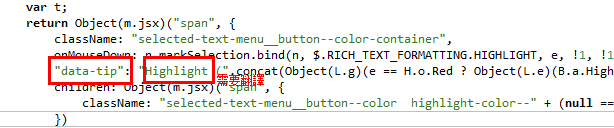 var t;
return Object(m.jsx)("span", {
className: "selected-text-menu__button--color-container",
onMouseDown: n.markSelection.bind(n, $.RICH_TEXT_FORMATTING.HIGHLIGHT, e, !1, !1
"data-tip": "Highlight (".concat(Object(L.g)(e == H.o.Red ? Object(L.e)(B.a.High
需要翻譯
children: Object(m.jsx)("span", {
className: "selected-text-menu__button--color highlight-color--" + (null ==
})